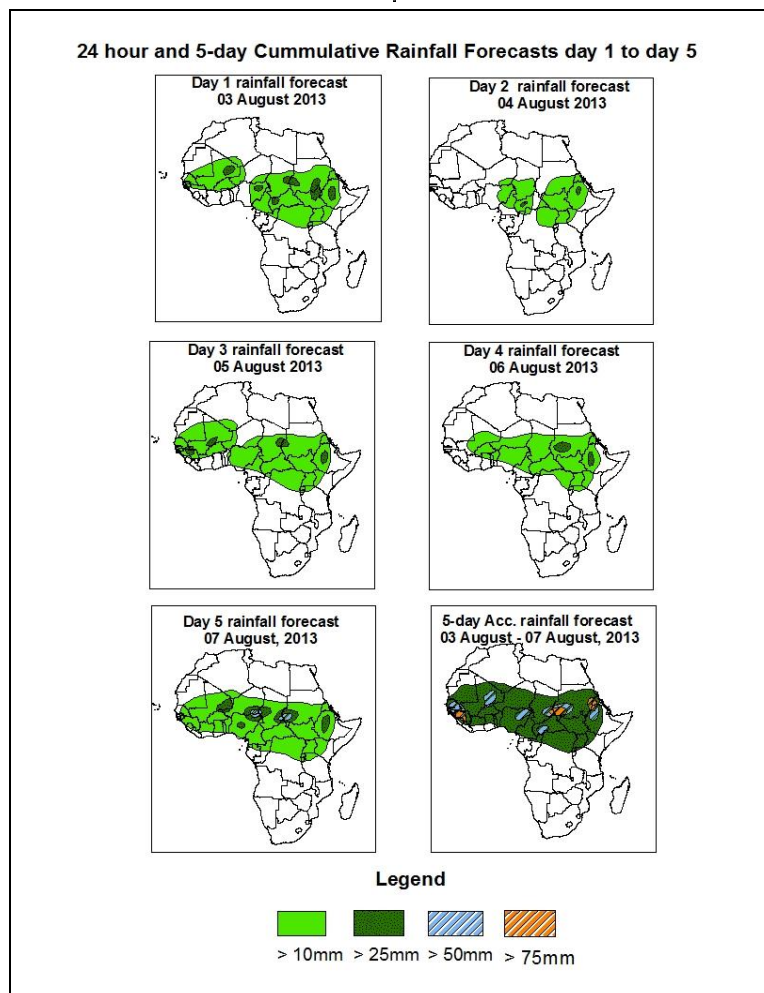 24 hour and 5-day Cummulative Rainfall Forecasts day 1 to day 5
Day 1 rainfall forecast
03 August 2013
Day 2 rainfall forecast
04 August 2013
Day 3 rainfall forecast
05 August 2013
Day 4 rainfall forecast
06 August 2013
Day 5 rainfall forecast
07 August, 2013
5-day Acc. rainfall forecast
03 August - 07 August, 2013
Legend
> 10mm > 25mm > 50mm > 75mm